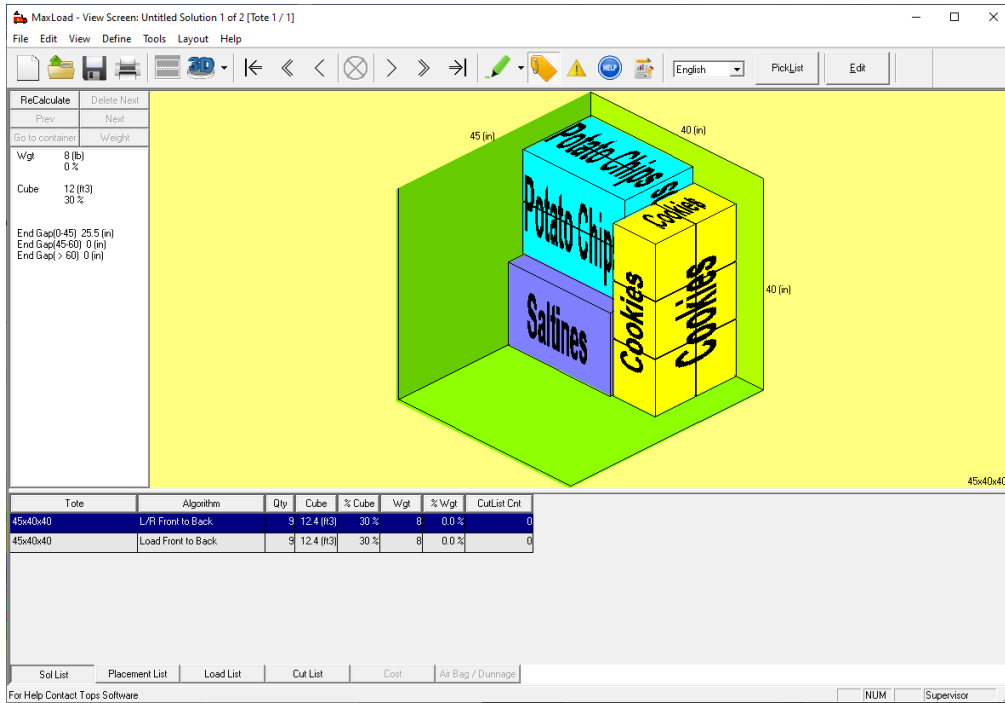 MaxLoad - View Screen: Untitled Solution 1 of 2 [Tote 1 / 1]
File Edit View Define Tools Layout Help
3D HELP English PickList Edit
ReCalculate Delete Next
Prev Next
Go to container Weight
Wgt 8 (lb)
0 %
Cube 12 (ft3)
30 %
End Gap(0-45) 25.5 (in)
End Gap(45-60) 0 (in)
End Gap( > 60) 0 (in)
45 (in)
40 (in)
40 (in)
Potato Chips
Potato Chip
Saltines
Cookies
Cookies
Cookies
45x40x40
Tote Algorithm Qty Cube % Cube Wgt % Wgt CutList Cnt
45x40x40 L/R Front to Back 9 12.4 (ft3) 30 % 8 0.0 % 0
45x40x40 Load Front to Back 9 12.4 (ft3) 30 % 8 0.0 % 0
Sol List Placement List Load List Cut List Cost Air Bag / Dunnage
For Help Contact Tops Software NUM Supervisor